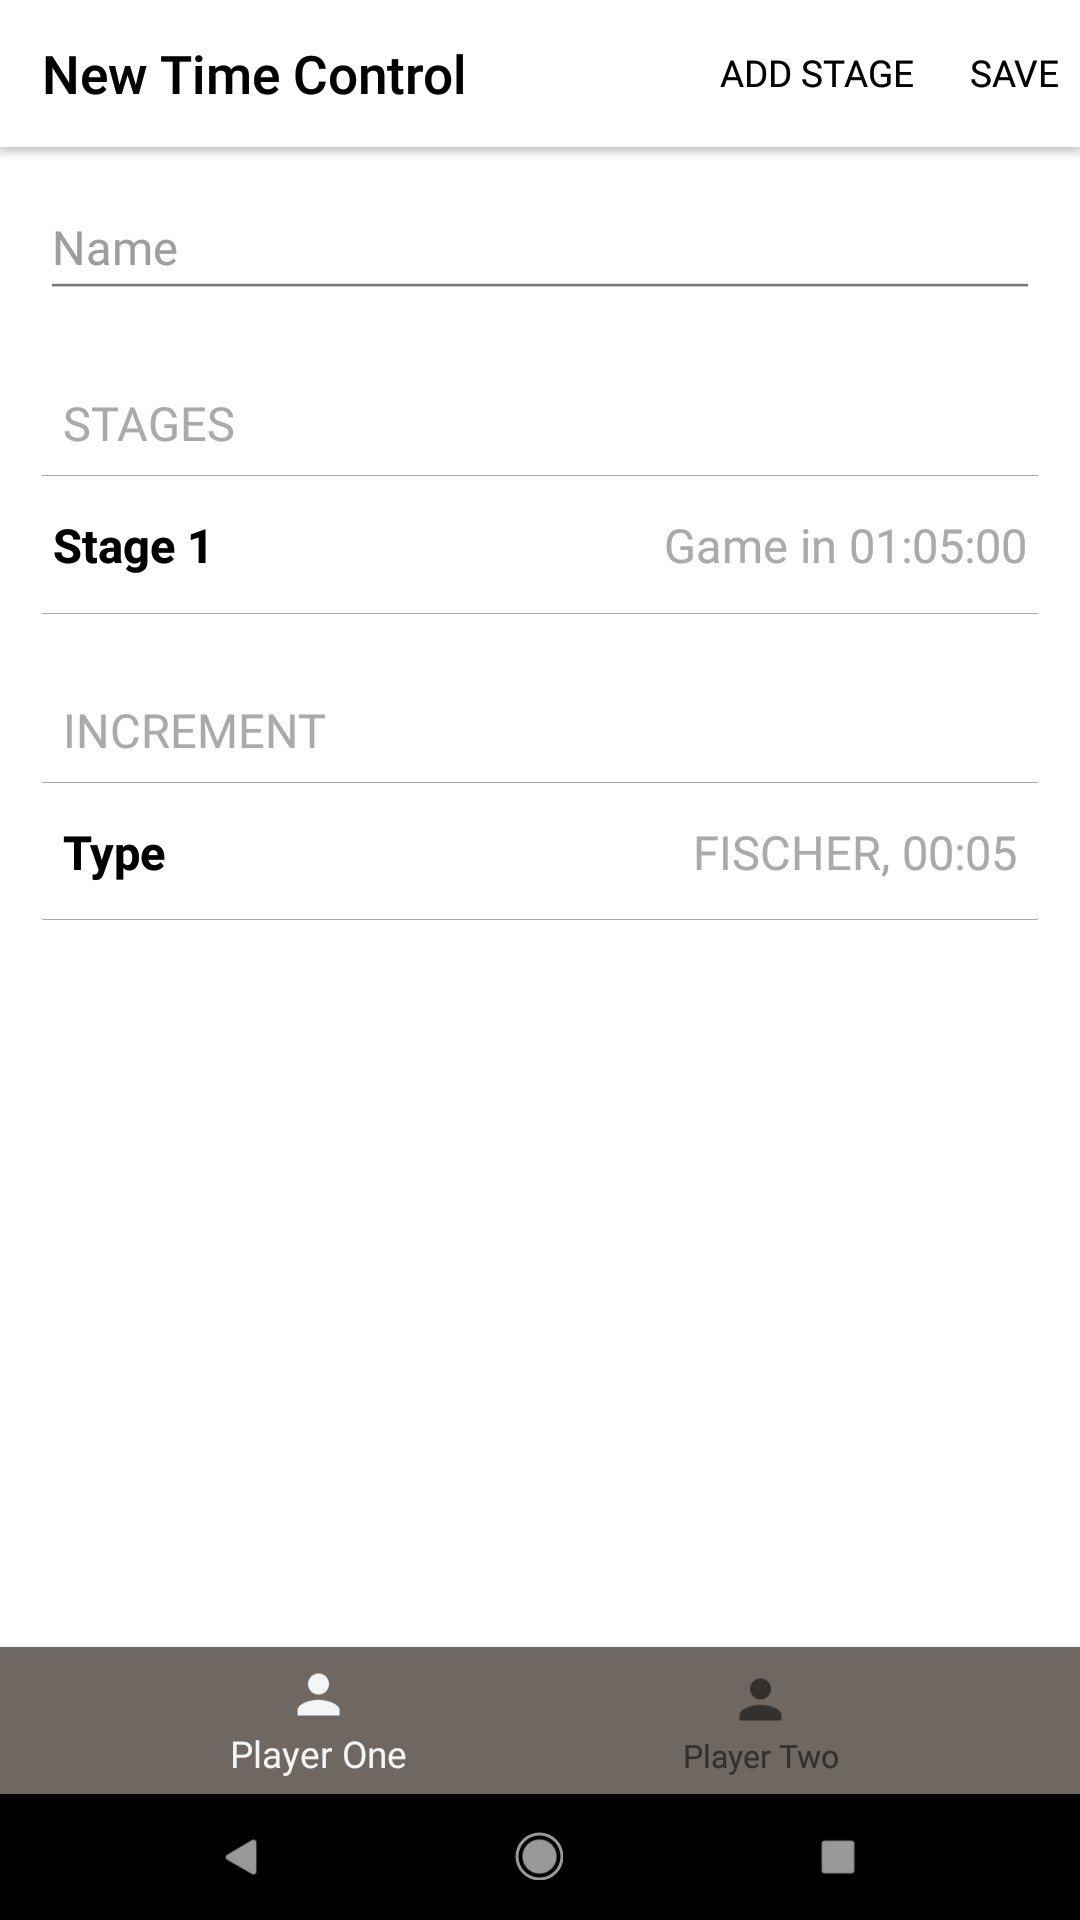 New Time Control ADD STAGE SAVE
Name
STAGES
Stage 1 Game in 01:05:00
INCREMENT
Type FISCHER, 00:05
Player One Player Two